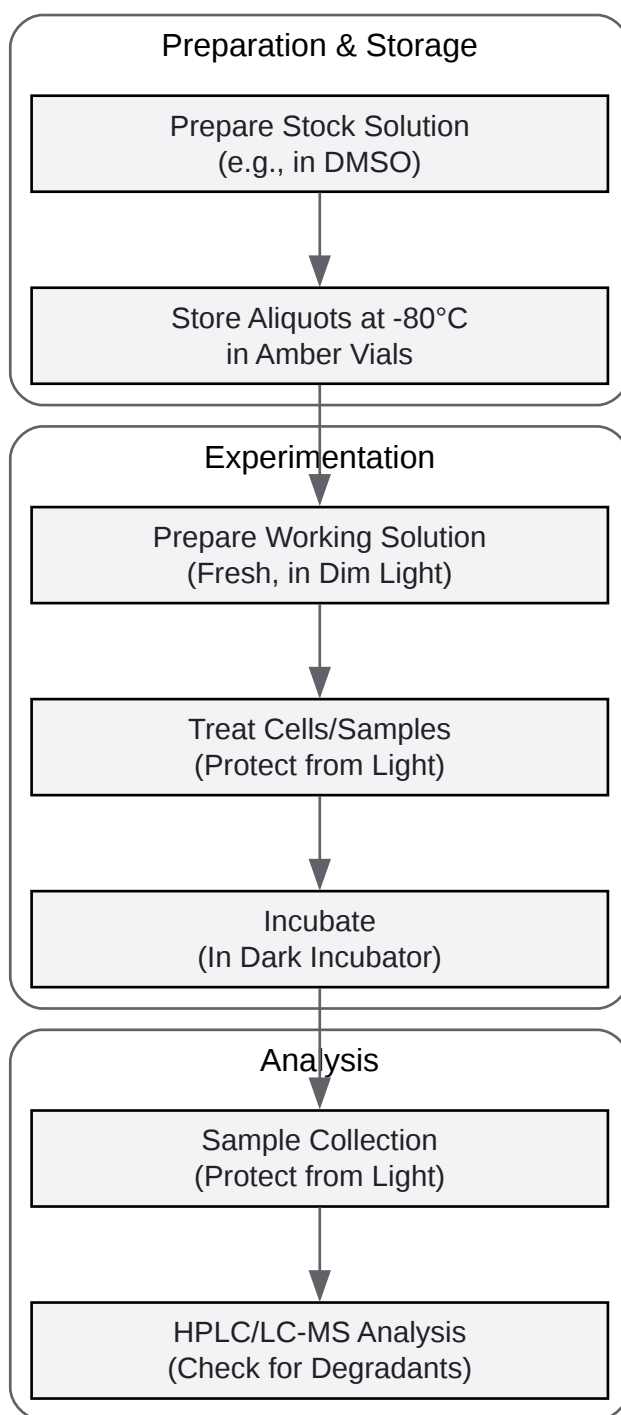 Preparation & Storage
Prepare Stock Solution
(e.g., in DMSO)
Store Aliquots at -80°C
in Amber Vials
Experimentation
Prepare Working Solution
(Fresh, in Dim Light)
Treat Cells/Samples
(Protect from Light)
Incubate
(In Dark Incubator)
Analysis
Sample Collection
(Protect from Light)
HPLC/LC-MS Analysis
(Check for Degradants)